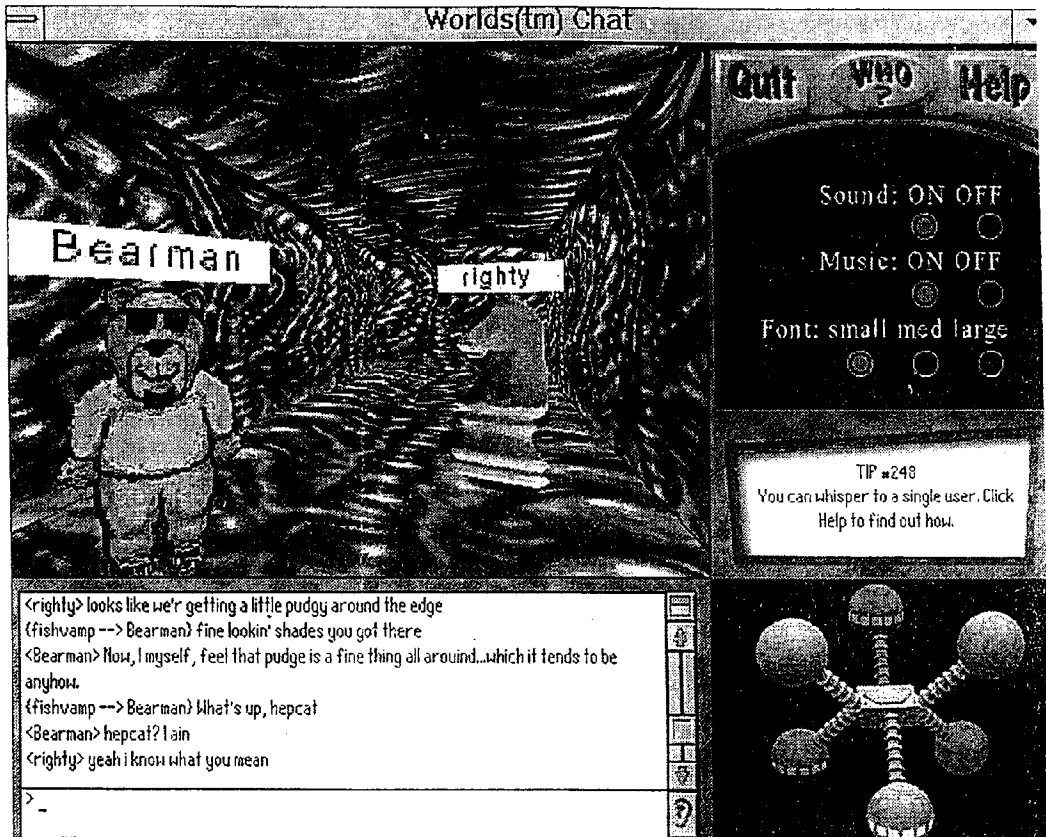 Worlds(tm) Chat
Quit WHO ? Help
Bearman
righty
Sound: ON OFF
Music: ON OFF
Font: small med large
TIP #248
You can whisper to a single user. Click
Help to find out how.
<righty> looks like we'r getting a little pudgy around the edge
{fishvamp --> Bearman} fine lookin' shades you got there
<Bearman> Now, I myself, feel that pudge is a fine thing all arouind...which it tends to be
anyhow.
{fishvamp --> Bearman} What's up, hepcat
<Bearman> hepcat? I ain
<righty> yeah i know what you mean
> _
?